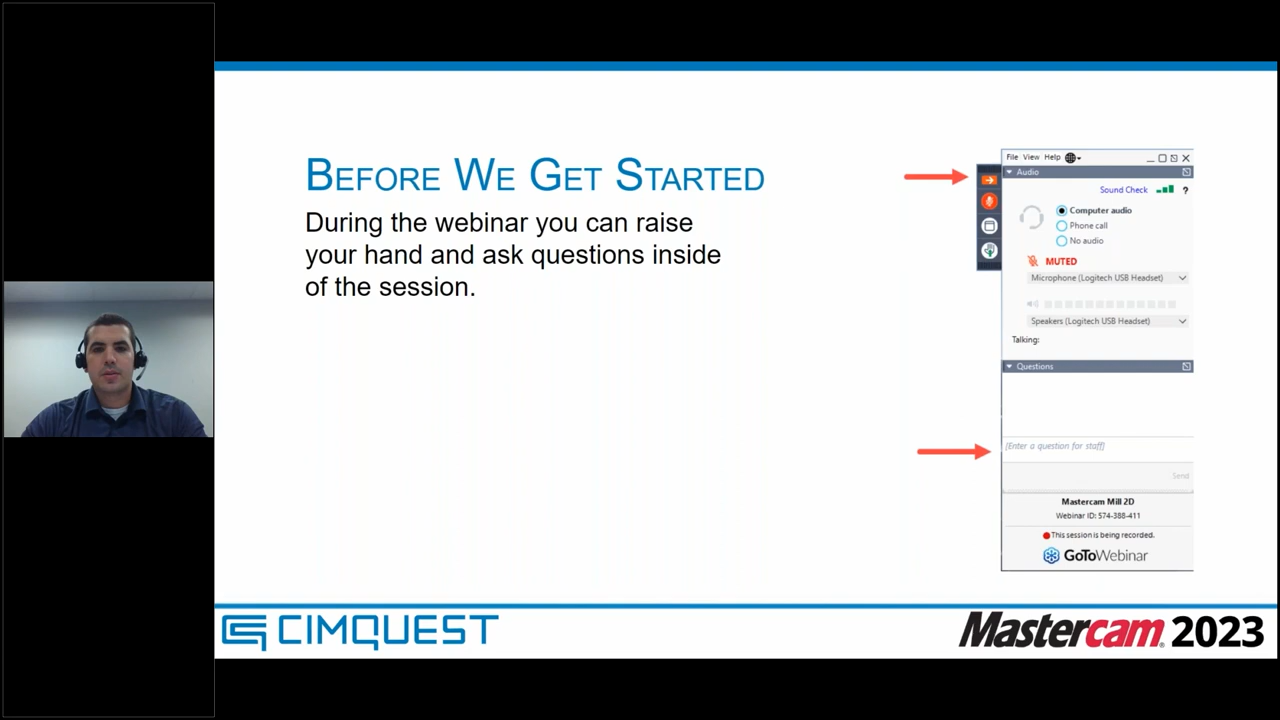 BEFORE WE GET STARTED
During the webinar you can raise
your hand and ask questions inside
of the session.
File View Help
Audio
Sound Check ?
Computer audio
Phone call
No audio
MUTED
Microphone (Logitech USB Headset)
Speakers (Logitech USB Headset)
Talking:
Questions
[Enter a question for staff]
Send
Mastercam Mill 2D
Webinar ID: 574-388-411
This session is being recorded.
GoToWebinar
CIMQUEST
Mastercam® 2023